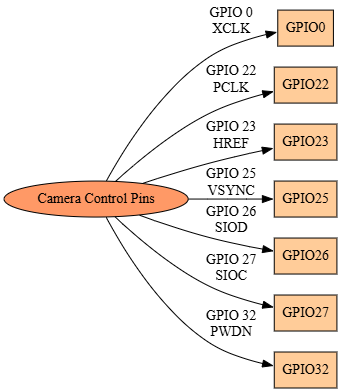 GPIO 0
XCLK
GPIO0
GPIO 22
PCLK
GPIO22
GPIO 23
HREF
GPIO23
Camera Control Pins
GPIO 25
VSYNC
GPIO25
GPIO 26
SIOD
GPIO26
GPIO 27
SIOC
GPIO27
GPIO 32
PWDN
GPIO32